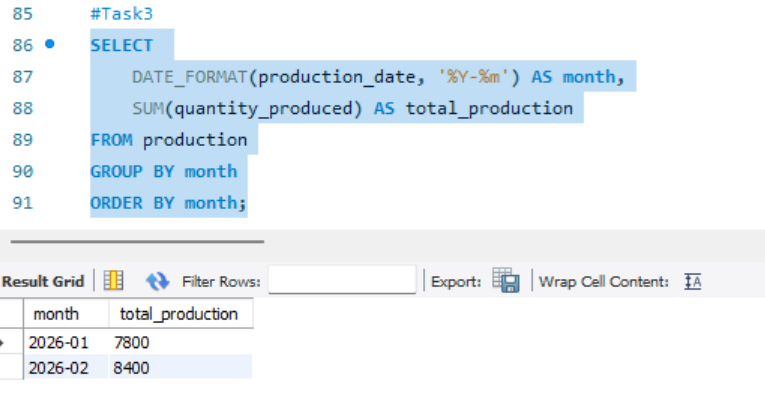 85 #Task3
86 SELECT
87 DATE_FORMAT(production_date, '%Y-%m') AS month,
88 SUM(quantity_produced) AS total_production
89 FROM production
90 GROUP BY month
91 ORDER BY month;
Result Grid Filter Rows: Export: Wrap Cell Content: IA
month total_production
2026-01 7800
2026-02 8400